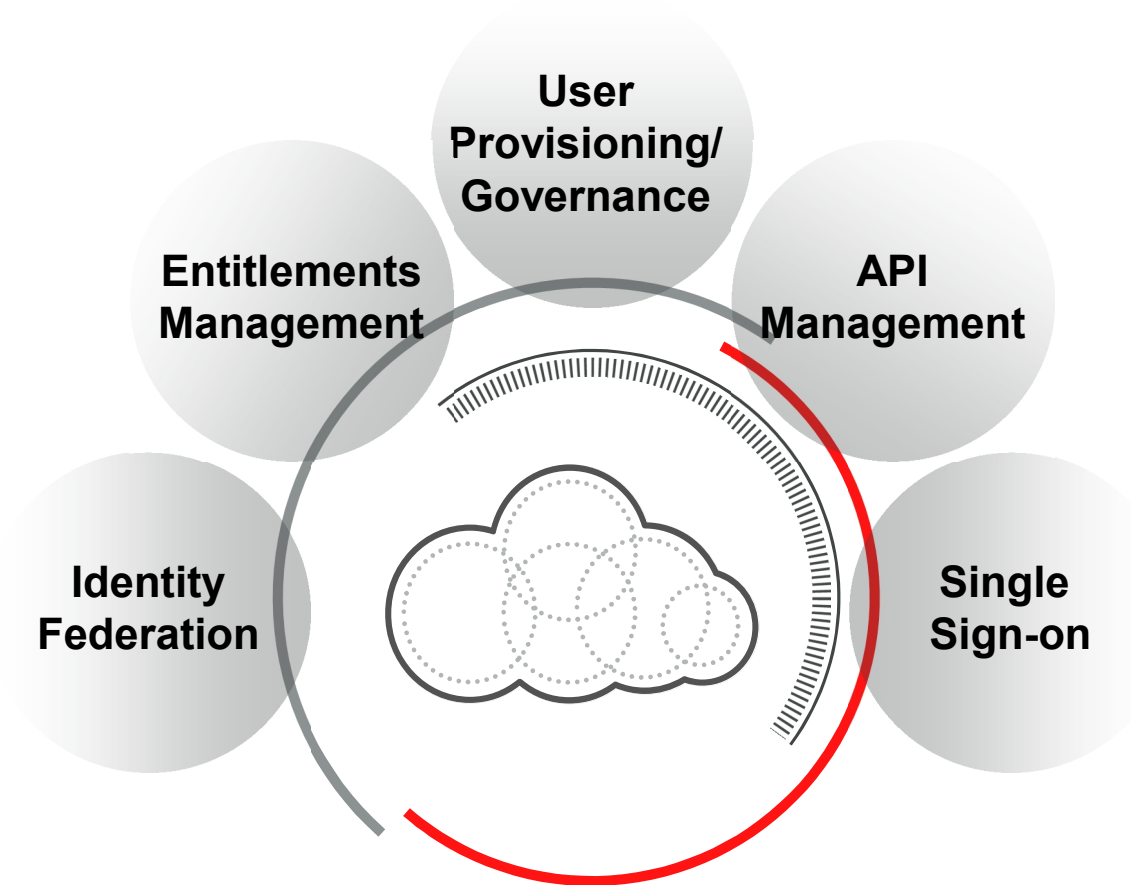 User
Provisioning/
Governance
Entitlements
Management
API
Management
Identity
Federation
Single
Sign-on